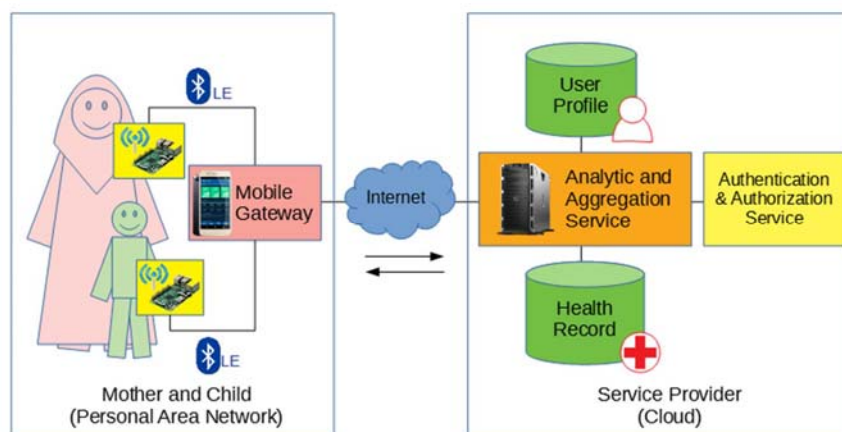 LE
Mobile
Gateway
LE
Mother and Child
(Personal Area Network)
Internet
User
Profile
Analytic and
Aggregation
Service
Authentication
& Authorization
Service
Health
Record
Service Provider
(Cloud)